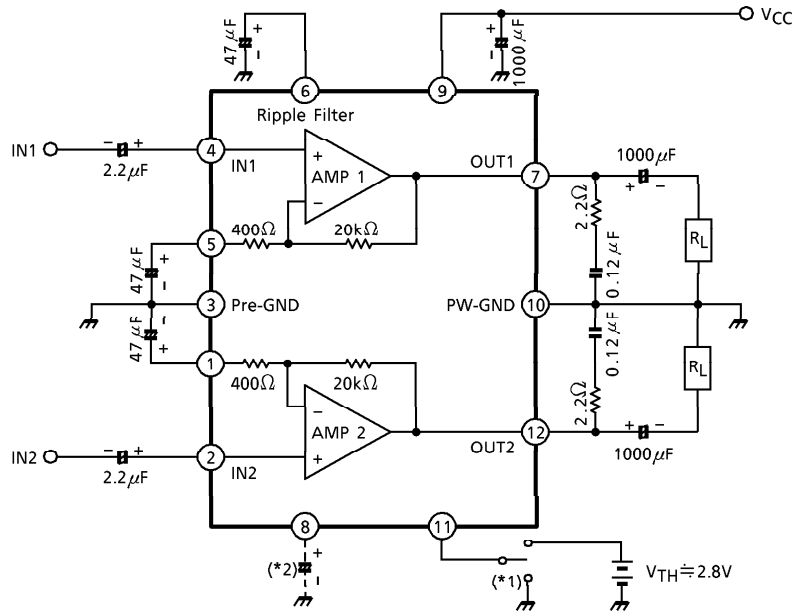 47μF
+
−
6
9
+
−
1000μF
VCC
Ripple Filter
IN1
−
+
2.2μF
4
IN1
+
AMP 1
−
OUT1
7
1000μF
+
−
2.2Ω
0.12μF
RL
5
400Ω
20kΩ
47μF
+
−
3
Pre-GND
PW-GND
10
47μF
−
+
1
400Ω
20kΩ
0.12μF
2.2Ω
RL
−
AMP 2
+
OUT2
12
+
−
1000μF
IN2
−
+
2.2μF
2
IN2
8
11
(*2)
+
−
(*1)
VTH≒2.8V